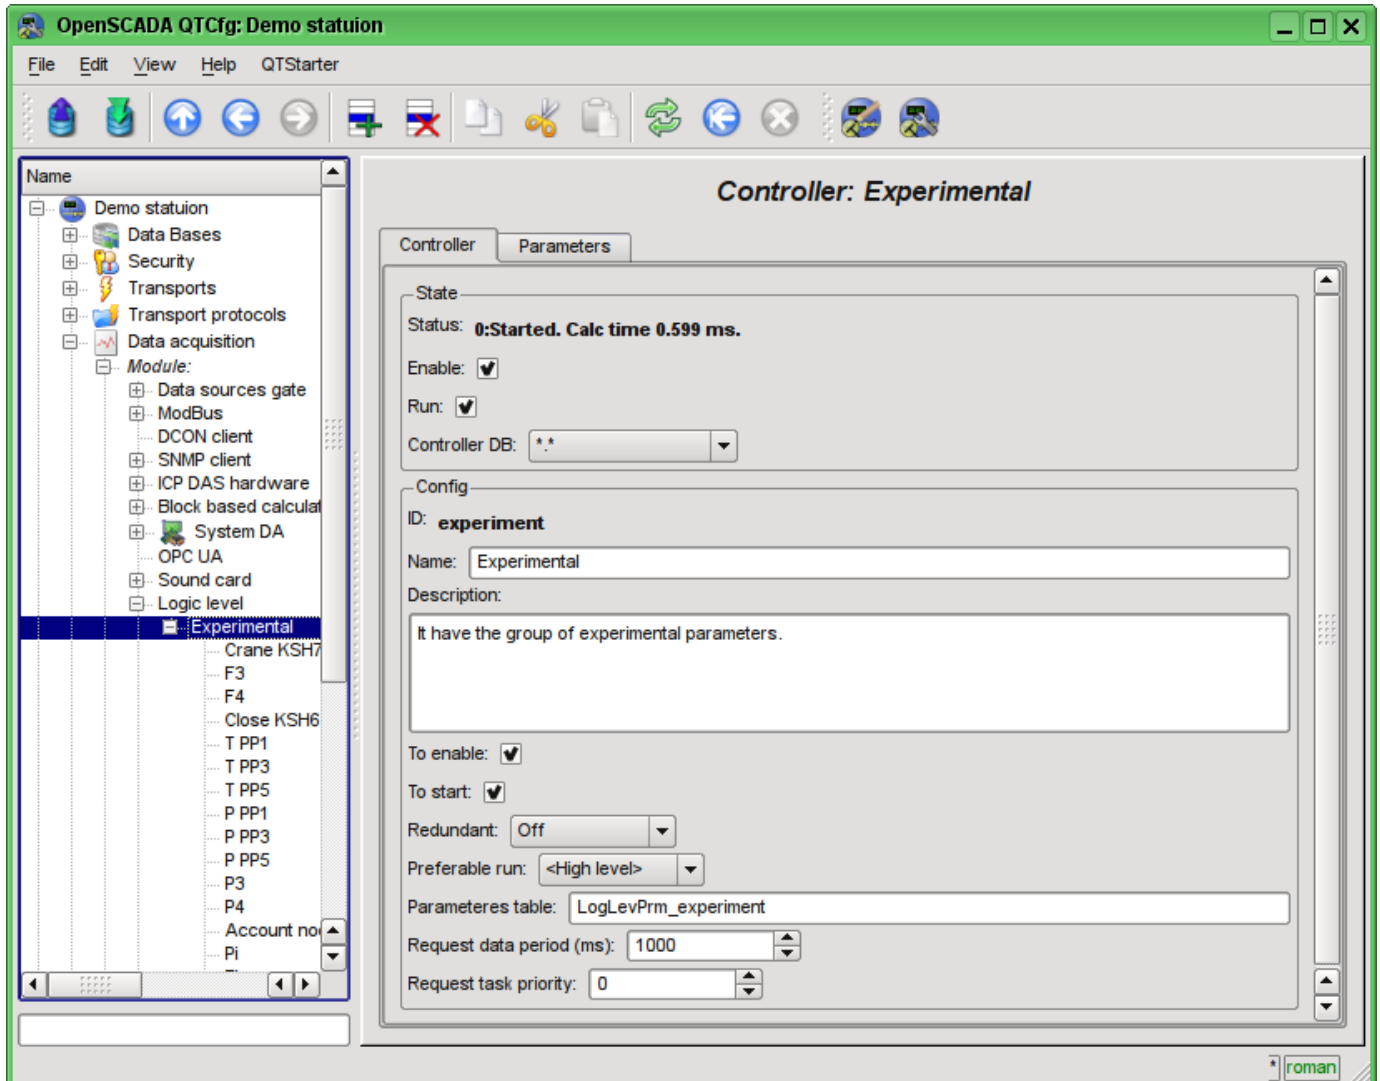 OpenSCADA QTCfg: Demo statuion
File Edit View Help QTStarter
Name
Demo statuion
Data Bases
Security
Transports
Transport protocols
Data acquisition
Module:
Data sources gate
ModBus
DCON client
SNMP client
ICP DAS hardware
Block based calculat
System DA
OPC UA
Sound card
Logic level
Experimental
Crane KSH7
F3
F4
Close KSH6
T PP1
T PP3
T PP5
P PP1
P PP3
P PP5
P3
P4
Account no
Pi
Controller: Experimental
Controller Parameters
State
Status: 0:Started. Calc time 0.599 ms.
Enable:
Run:
Controller DB: *.*
Config
ID: experiment
Name: Experimental
Description:
It have the group of experimental parameters.
To enable:
To start:
Redundant: Off
Preferable run: <High level>
Parameteres table: LogLevPrm_experiment
Request data period (ms): 1000
Request task priority: 0
* roman